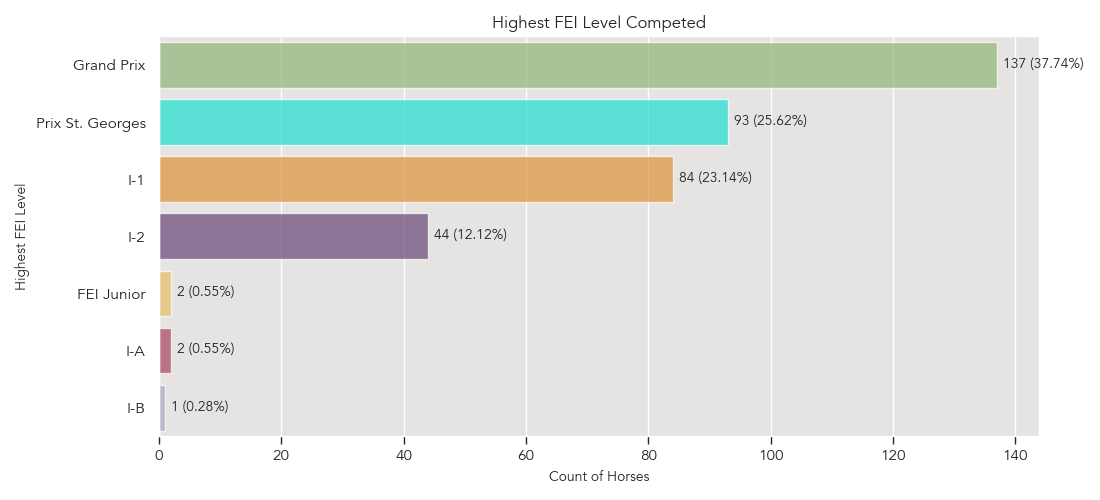 Highest FEI Level Competed
Highest FEI Level
Grand Prix
137 (37.74%)
Prix St. Georges
93 (25.62%)
I-1
84 (23.14%)
I-2
44 (12.12%)
FEI Junior
2 (0.55%)
I-A
2 (0.55%)
I-B
1 (0.28%)
0 20 40 60 80 100 120 140
Count of Horses